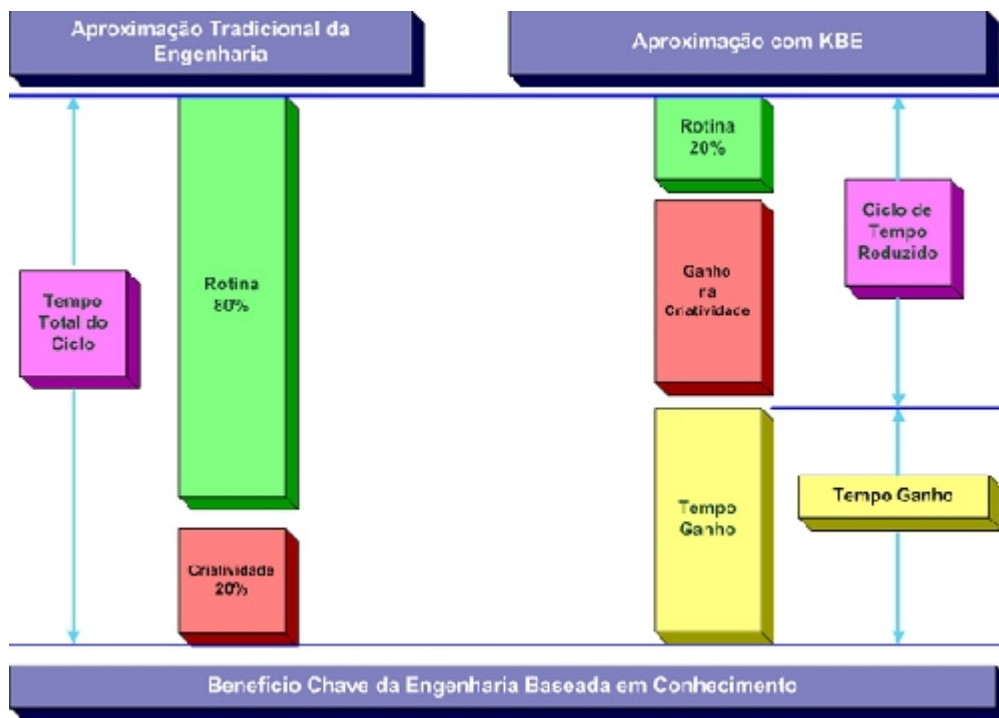 Aproximação Tradicional da
Engenharia
Aproximação com KBE
Rotina
80%
Tempo
Total do
Ciclo
Criatividade
20%
Rotina
20%
Ganho
na
Criatividade
Tempo
Ganho
Ciclo de
Tempo
Reduzido
Tempo Ganho
Benefício Chave da Engenharia Baseada em Conhecimento